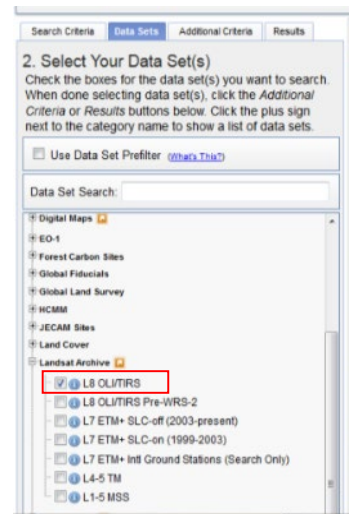 Search Criteria Data Sets Additional Criteria Results
2. Select Your Data
Set(s)
Check the boxes for the data set(s) you want to search.
When done selecting data set(s), click the Additional
Criteria or Results buttons below. Click the plus sign
next to the category name to show a list of data sets.
Use Data Set Prefilter (What's This?)
Data Set Search:
Digital Maps
EO-1
Forest Carbon Sites
Global Fiducials
Global Land Survey
HCMM
JECAM Sites
Land Cover
Landsat Archive
L8 OLI/TIRS
L8 OLI/TIRS Pre-WRS-2
L7 ETM+ SLC-off (2003-present)
L7 ETM+ SLC-on (1999-2003)
L7 ETM+ Intl Ground Stations (Search Only)
L4-5 TM
L1-5 MSS